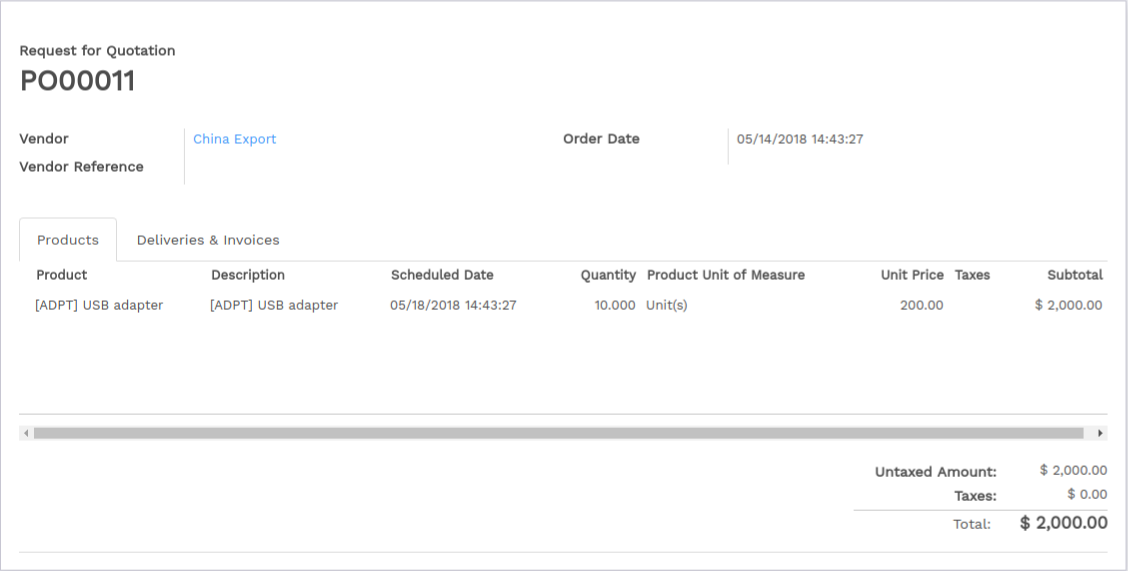 Request for Quotation
PO00011
Vendor China Export Order Date 05/14/2018 14:43:27
Vendor Reference
Products Deliveries & Invoices
Product Description Scheduled Date Quantity Product Unit of Measure Unit Price Taxes Subtotal
[ADPT] USB adapter [ADPT] USB adapter 05/18/2018 14:43:27 10.000 Unit(s) 200.00 $ 2,000.00
Untaxed Amount: $ 2,000.00
Taxes: $ 0.00
Total: $ 2,000.00